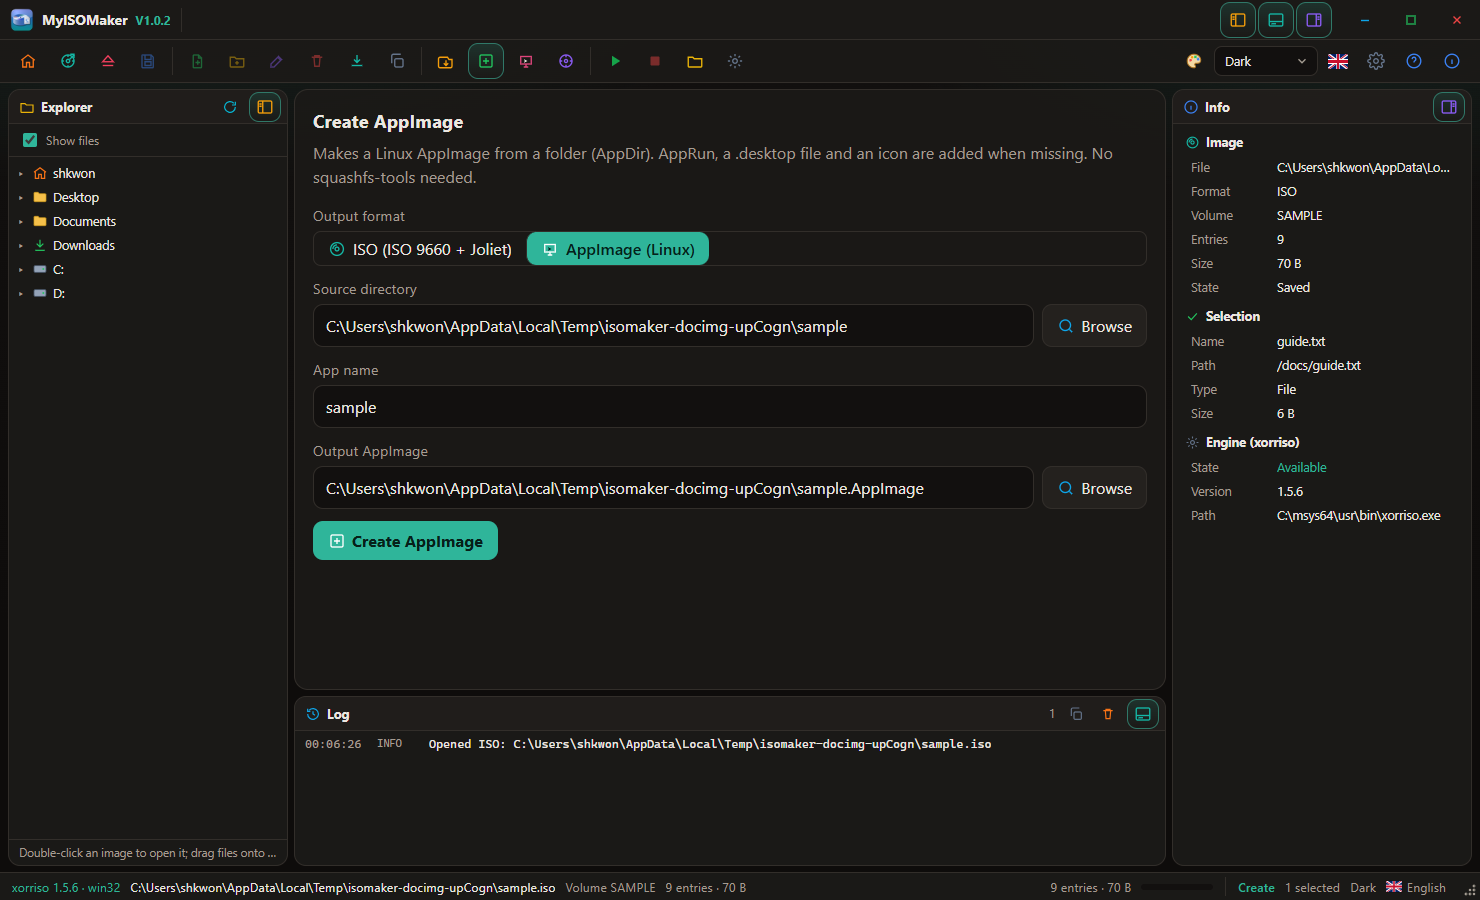 MyISOMaker V1.0.2
Dark
Explorer
Show files
shkwon
Desktop
Documents
Downloads
C:
D:
Double-click an image to open it; drag files onto ...
Create AppImage
Makes a Linux AppImage from a folder (AppDir). AppRun, a .desktop file and an icon are added when missing. No
squashfs-tools needed.
Output format
ISO (ISO 9660 + Joliet)
AppImage (Linux)
Source directory
C:\Users\shkwon\AppData\Local\Temp\isomaker-docimg-upCogn\sample
Browse
App name
sample
Output AppImage
C:\Users\shkwon\AppData\Local\Temp\isomaker-docimg-upCogn\sample.AppImage
Browse
Create AppImage
Log
1
00:06:26 INFO Opened ISO: C:\Users\shkwon\AppData\Local\Temp\isomaker-docimg-upCogn\sample.iso
Info
Image
File C:\Users\shkwon\AppData\Lo...
Format ISO
Volume SAMPLE
Entries 9
Size 70 B
State Saved
Selection
Name guide.txt
Path /docs/guide.txt
Type File
Size 6 B
Engine (xorriso)
State Available
Version 1.5.6
Path C:\msys64\usr\bin\xorriso.exe
xorriso 1.5.6 · win32 C:\Users\shkwon\AppData\Local\Temp\isomaker-docimg-upCogn\sample.iso Volume SAMPLE 9 entries · 70 B 9 entries · 70 B Create 1 selected Dark English